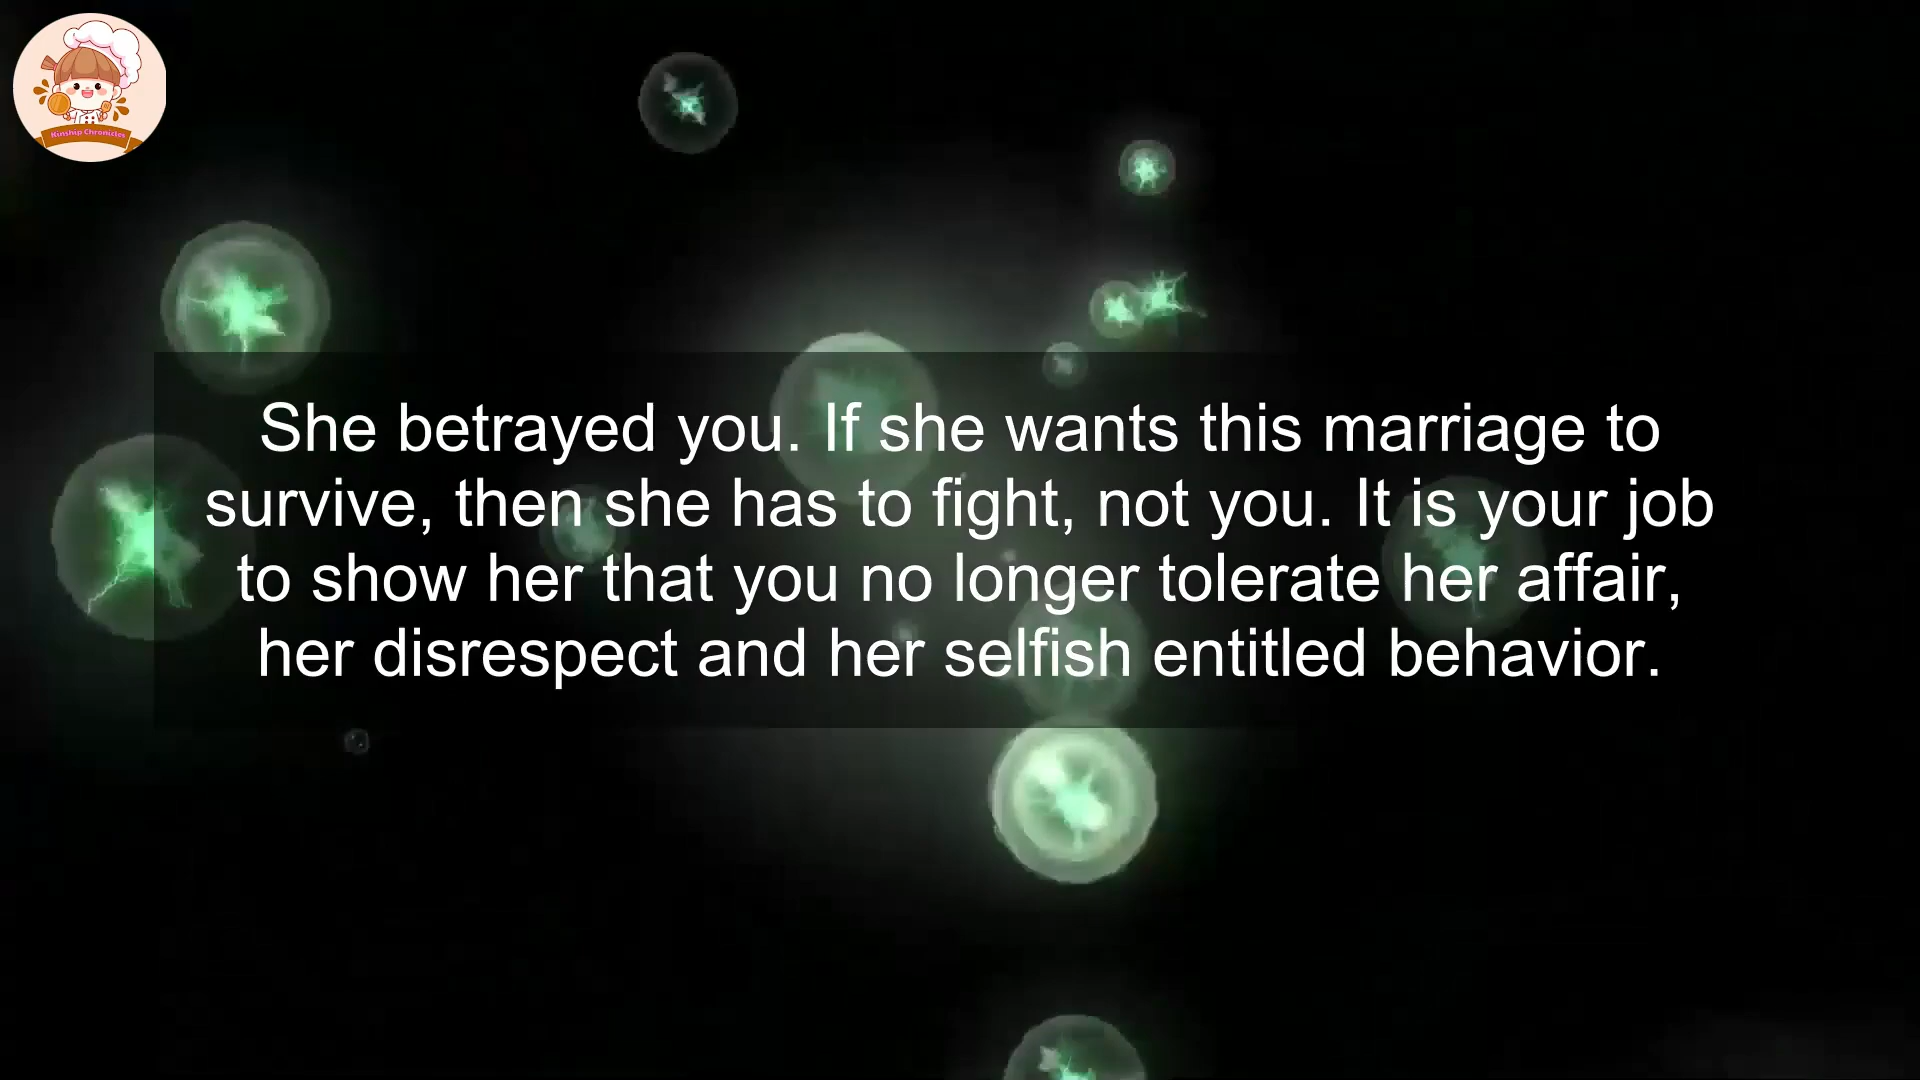 Kinship Chronicles
She betrayed you. If she wants this marriage to
survive, then she has to fight, not you. It is your job
to show her that you no longer tolerate her affair,
her disrespect and her selfish entitled behavior.